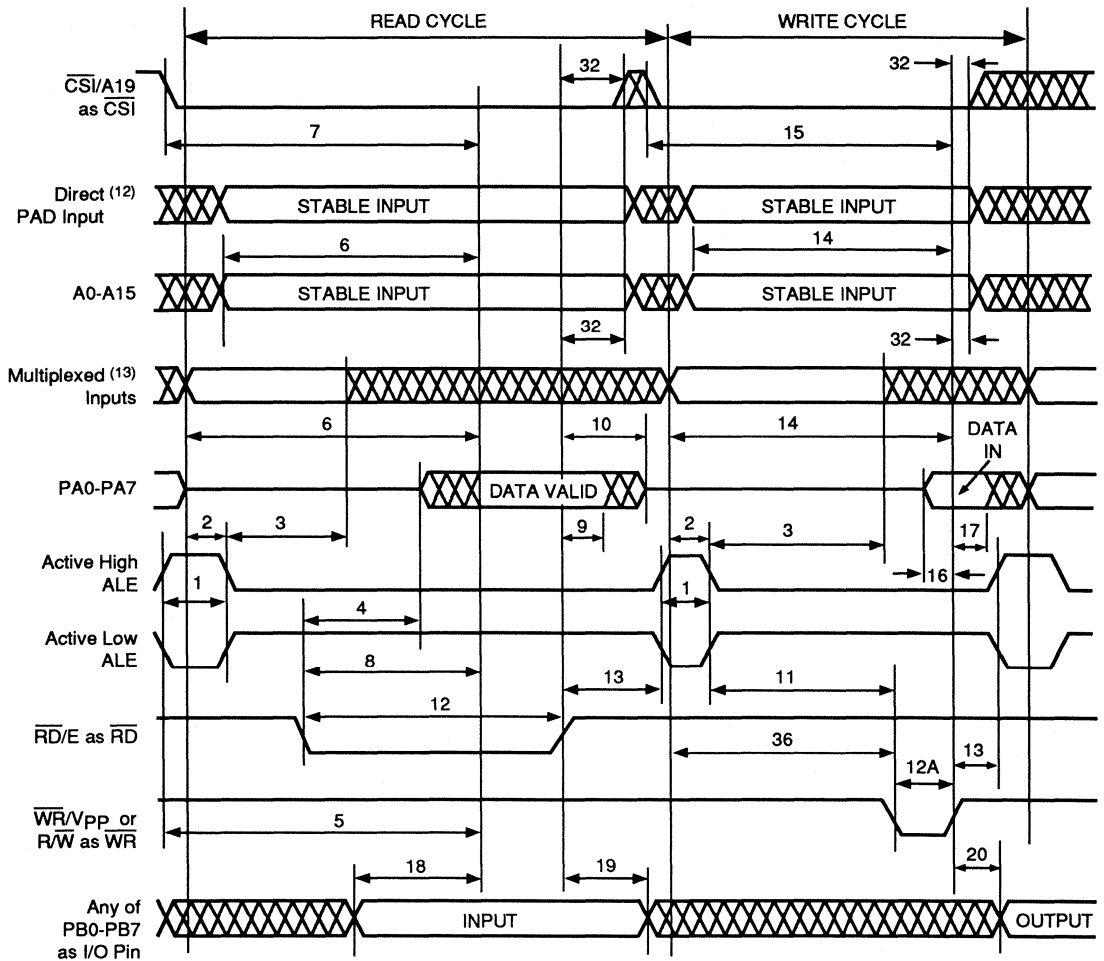 READ CYCLE
WRITE CYCLE
32
32
CSI/A19
as CSI
7
15
Direct (12)
PAD Input
STABLE INPUT
STABLE INPUT
6
14
A0-A15
STABLE INPUT
STABLE INPUT
32
32
Multiplexed (13)
Inputs
6
10
14
DATA
IN
PA0-PA7
DATA VALID
2
3
9
2
3
17
Active High
ALE
16
1
1
4
Active Low
ALE
8
13
11
12
RD/E as RD
36
12A
13
WR/VPP or
R/W as WR
5
18
19
20
Any of
PB0-PB7
as I/O Pin
INPUT
OUTPUT